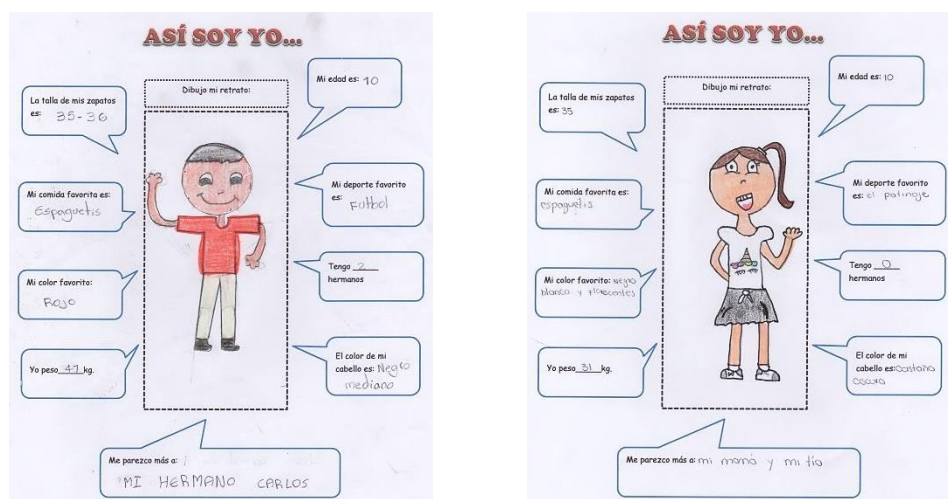 ASÍ SOY YO...
Mi edad es: 10
Dibujo mi retrato:
La talla de mis zapatos
es: 35-36
Mi comida favorita es:
Espaguetis
Mi deporte favorito
es:
Futbol
Mi color favorito:
Rojo
Tengo 2
hermanos
Yo peso 47 kg.
El color de mi
cabello es: Negro
mediano
Me parezco más a:
MI HERMANO CARLOS
ASÍ SOY YO...
Mi edad es: 10
Dibujo mi retrato:
La talla de mis zapatos
es: 35
Mi comida favorita es:
espaguetis
Mi deporte favorito
es: el patinaje
Mi color favorito: negro
blanco y florecentes
Tengo 0
hermanos
Yo peso 31 kg.
El color de mi
cabello es: castaño
oscuro
Me parezco más a: mi mamá y mi tío